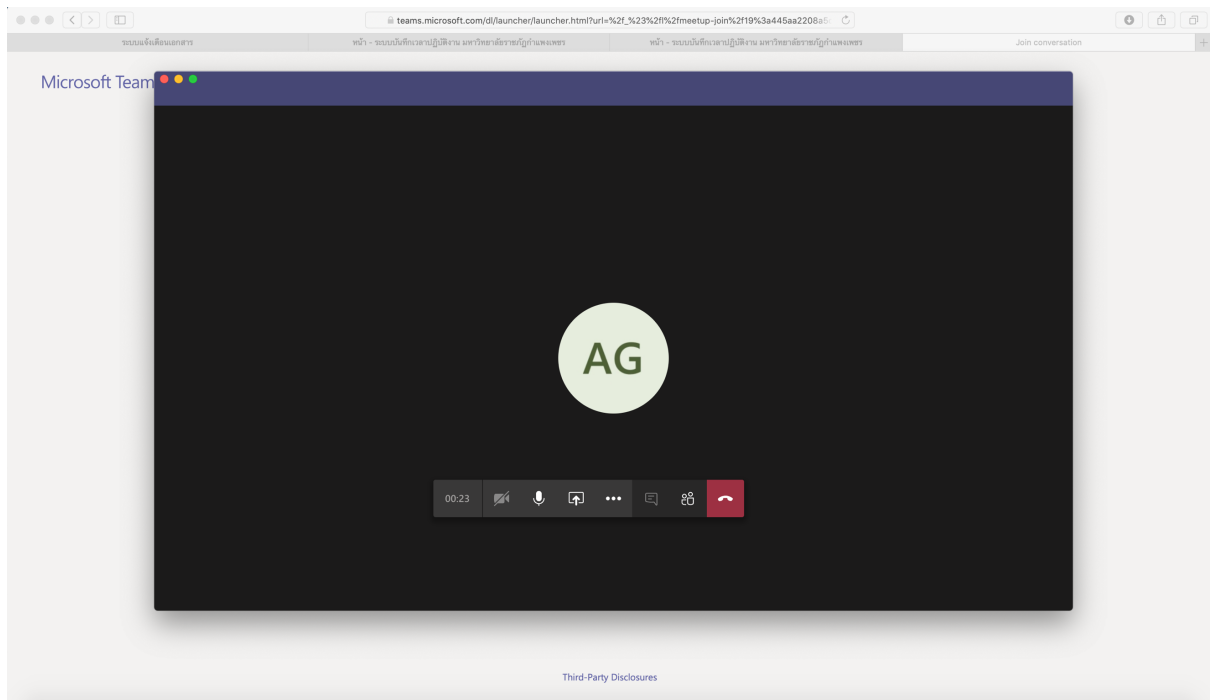 teams.microsoft.com/dl/launcher/launcher.html?url=%2f_%23%2fl%2fmeetup-join%2f19%3a445aa2208a5
ระบบแจ้งเตือนเอกสาร
หน้า - ระบบบันทึกเวลาปฏิบัติงาน มหาวิทยาลัยราชภัฏกำแพงเพชร
หน้า - ระบบบันทึกเวลาปฏิบัติงาน มหาวิทยาลัยราชภัฏกำแพงเพชร
Join conversation
Microsoft Team
AG
00:23
Third-Party Disclosures